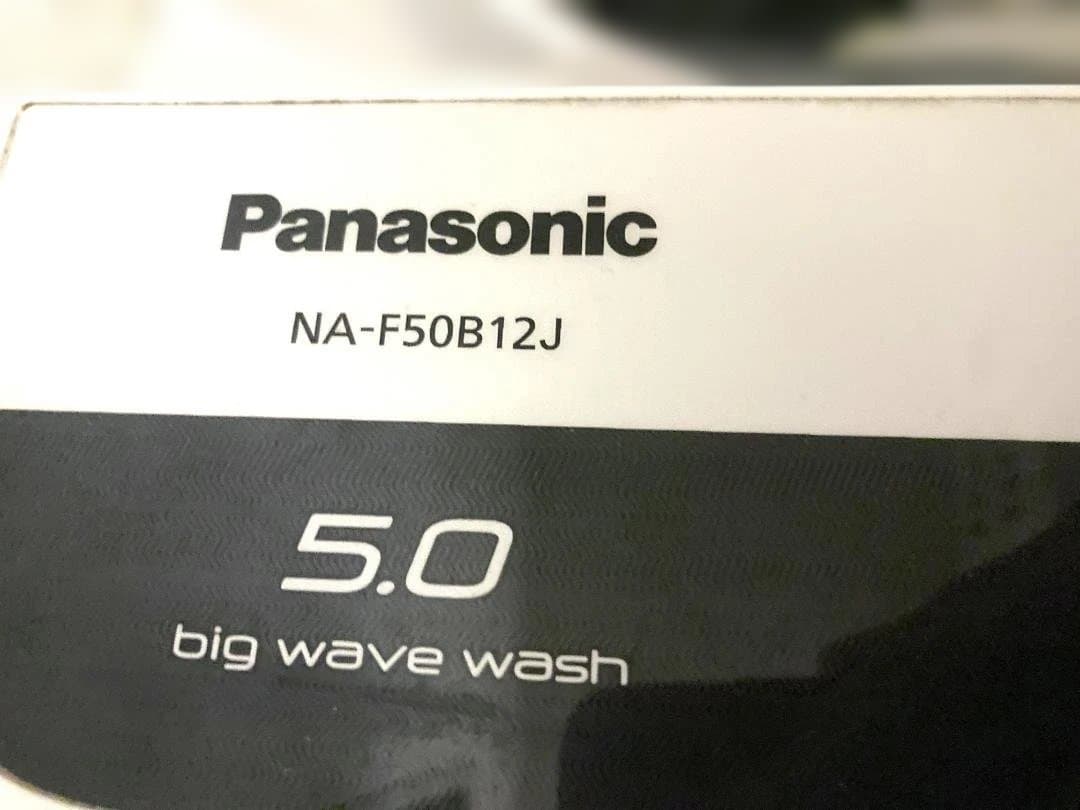 Panasonic
NA-F50B12J
5.0
big wave wash